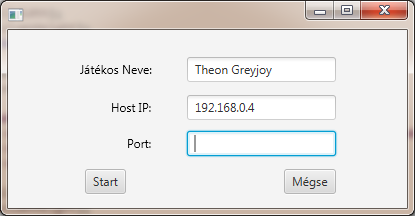 Játékos Neve: Theon Greyjoy
Host IP: 192.168.0.4
Port:
Start Mégse